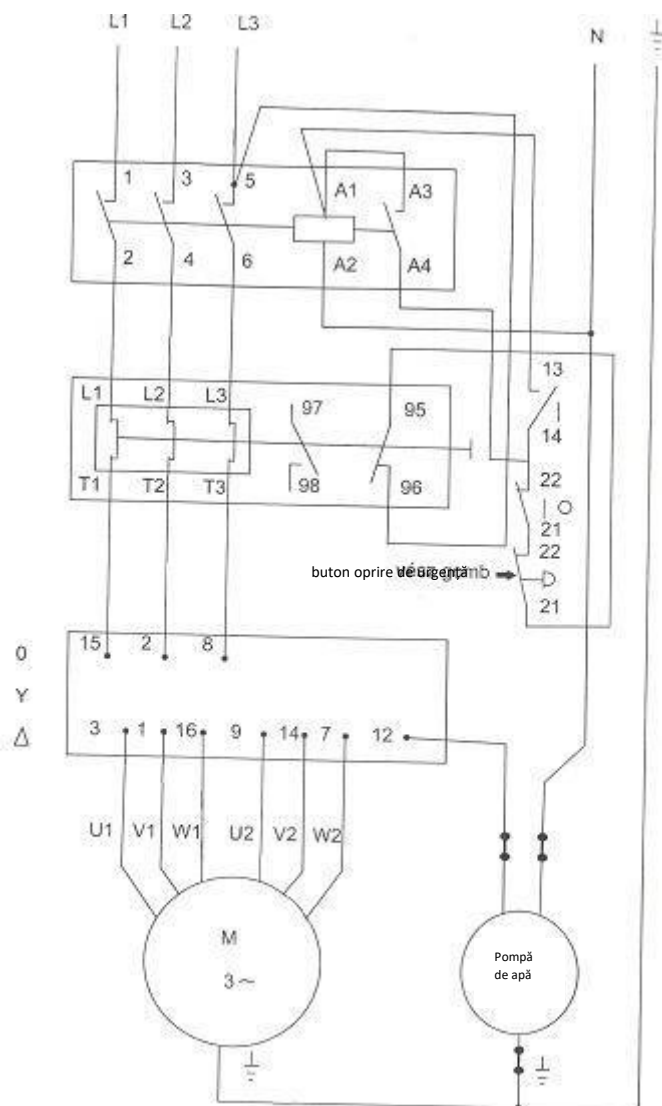 L1 L2 L3 N
1 3 5 A1 A3
2 4 6 A2 A4
L1 L2 L3 97 95 13
14
T1 T2 T3 98 96 22
21
22
buton oprire de urgență
21
15 2 8
0
Y
Δ
3 1 16 9 14 7 12
U1 V1 W1 U2 V2 W2
M
3~
Pompă
de apă